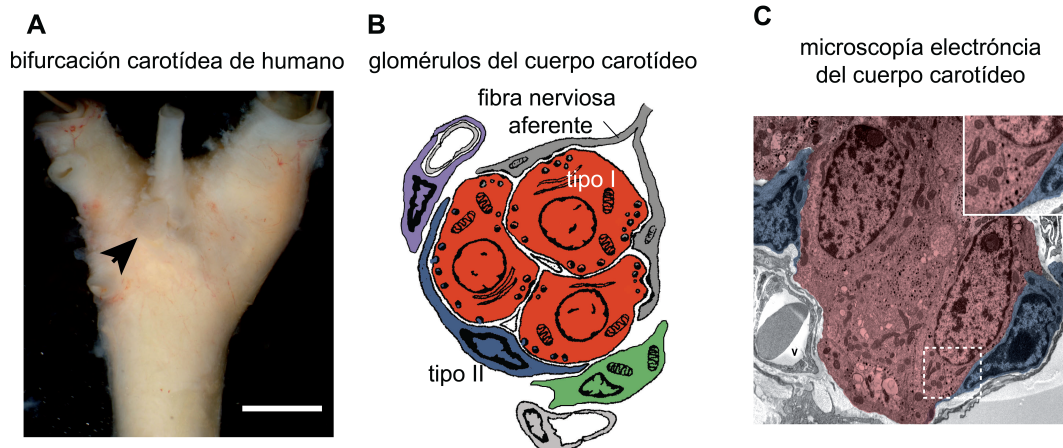 A
bifurcación carotídea de humano
B
glomérulos del cuerpo carotídeo
fibra nerviosa
aferente
tipo I
tipo II
C
microscopía electróncia
del cuerpo carotídeo
v